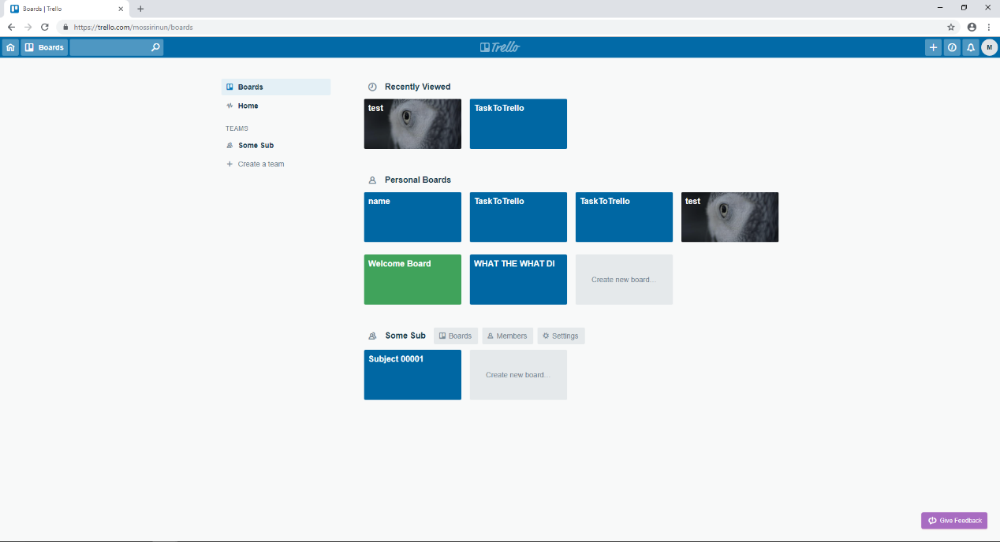 Boards | Trello
https://trello.com/mossirinun/boards
Boards
Trello
M
Boards
Home
TEAMS
Some Sub
+ Create a team
Recently Viewed
test
TaskToTrello
Personal Boards
name
TaskToTrello
TaskToTrello
test
Welcome Board
WHAT THE WHAT DI
Create new board...
Some Sub
Boards
Members
Settings
Subject 00001
Create new board...
Give Feedback